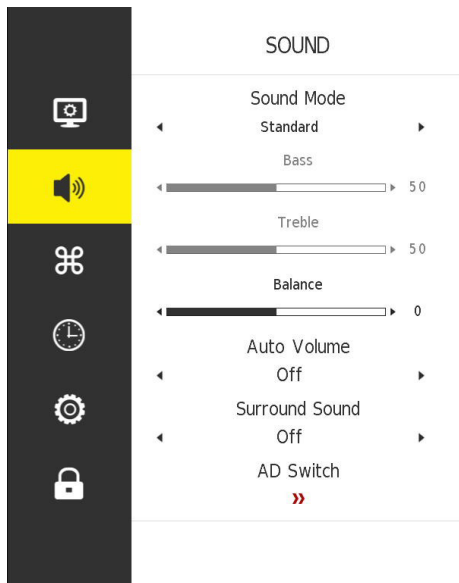 SOUND
Sound Mode
Standard
Bass
50
Treble
50
Balance
0
Auto Volume
Off
Surround Sound
Off
AD Switch
»